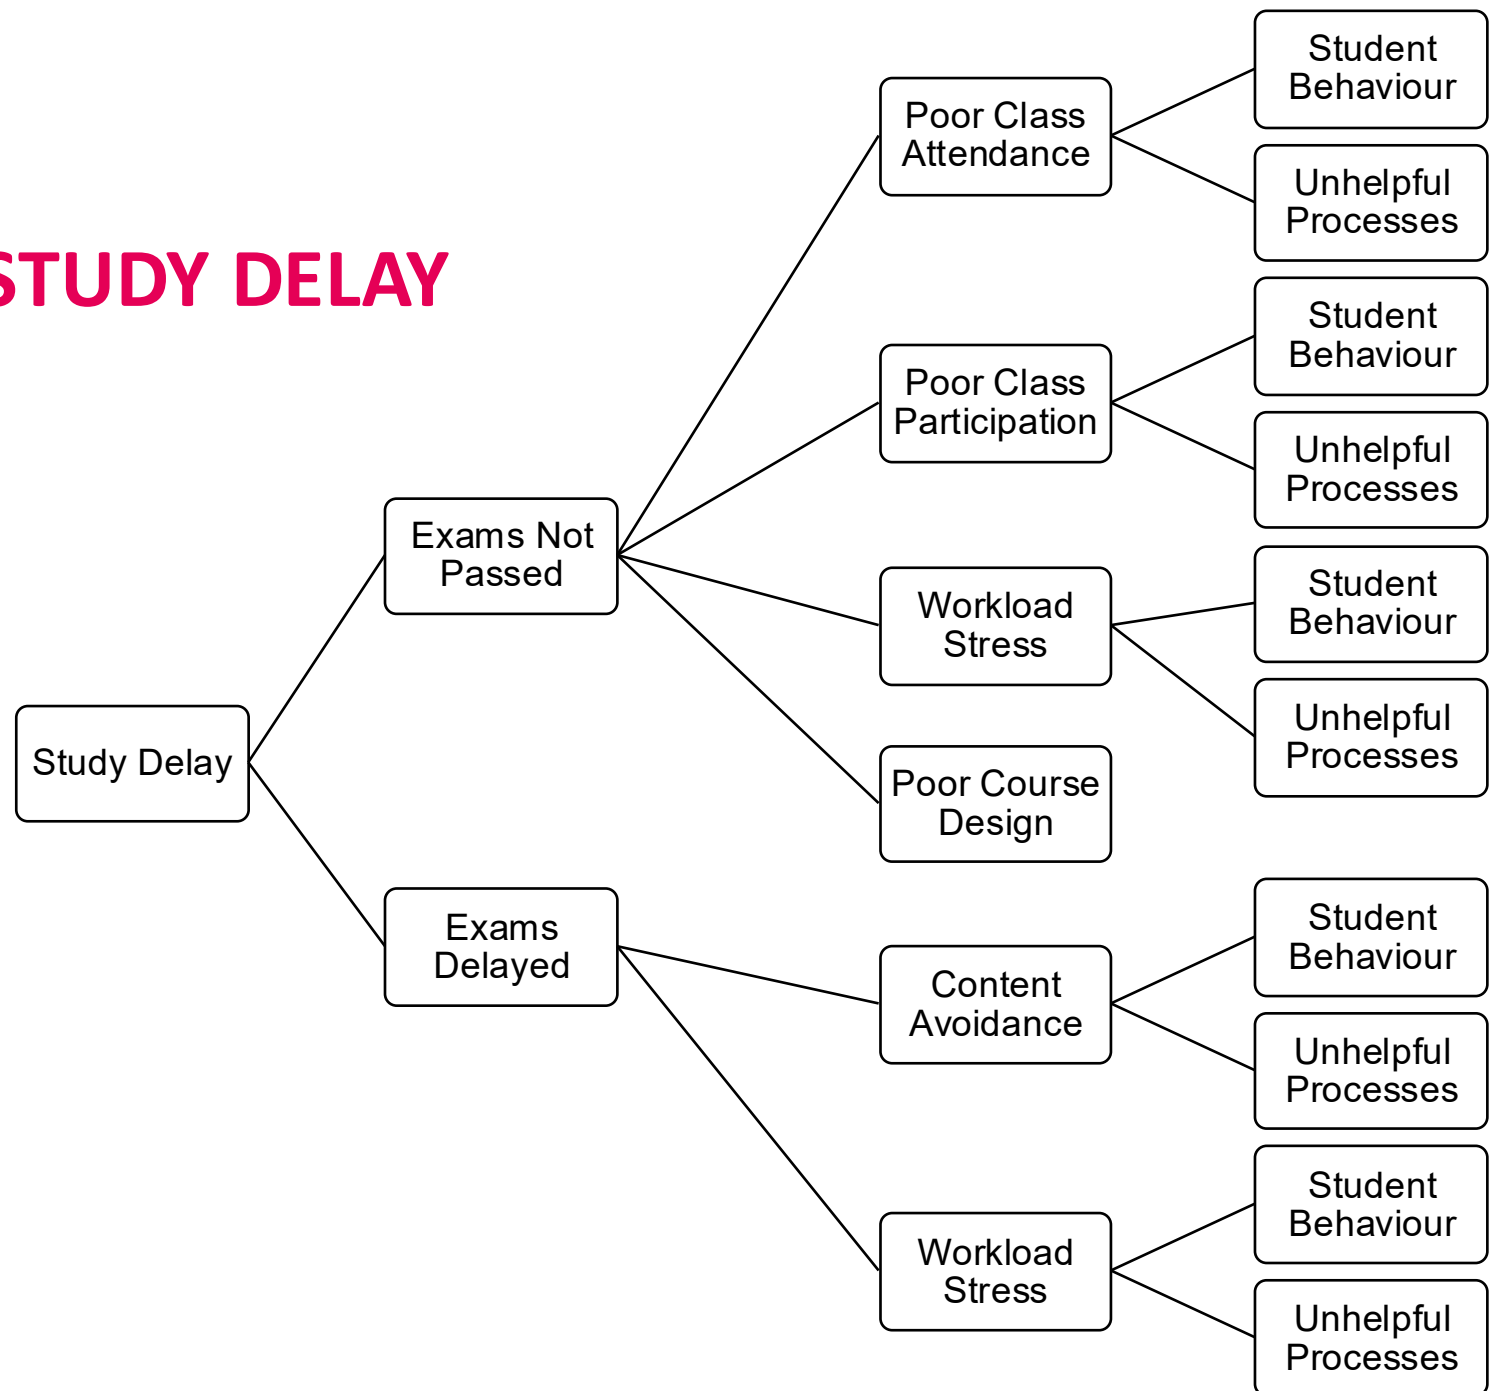 STUDY DELAY
Study Delay
Exams Not
Passed
Exams
Delayed
Poor Class
Attendance
Poor Class
Participation
Workload
Stress
Poor Course
Design
Content
Avoidance
Workload
Stress
Student
Behaviour
Unhelpful
Processes
Student
Behaviour
Unhelpful
Processes
Student
Behaviour
Unhelpful
Processes
Student
Behaviour
Unhelpful
Processes
Student
Behaviour
Unhelpful
Processes